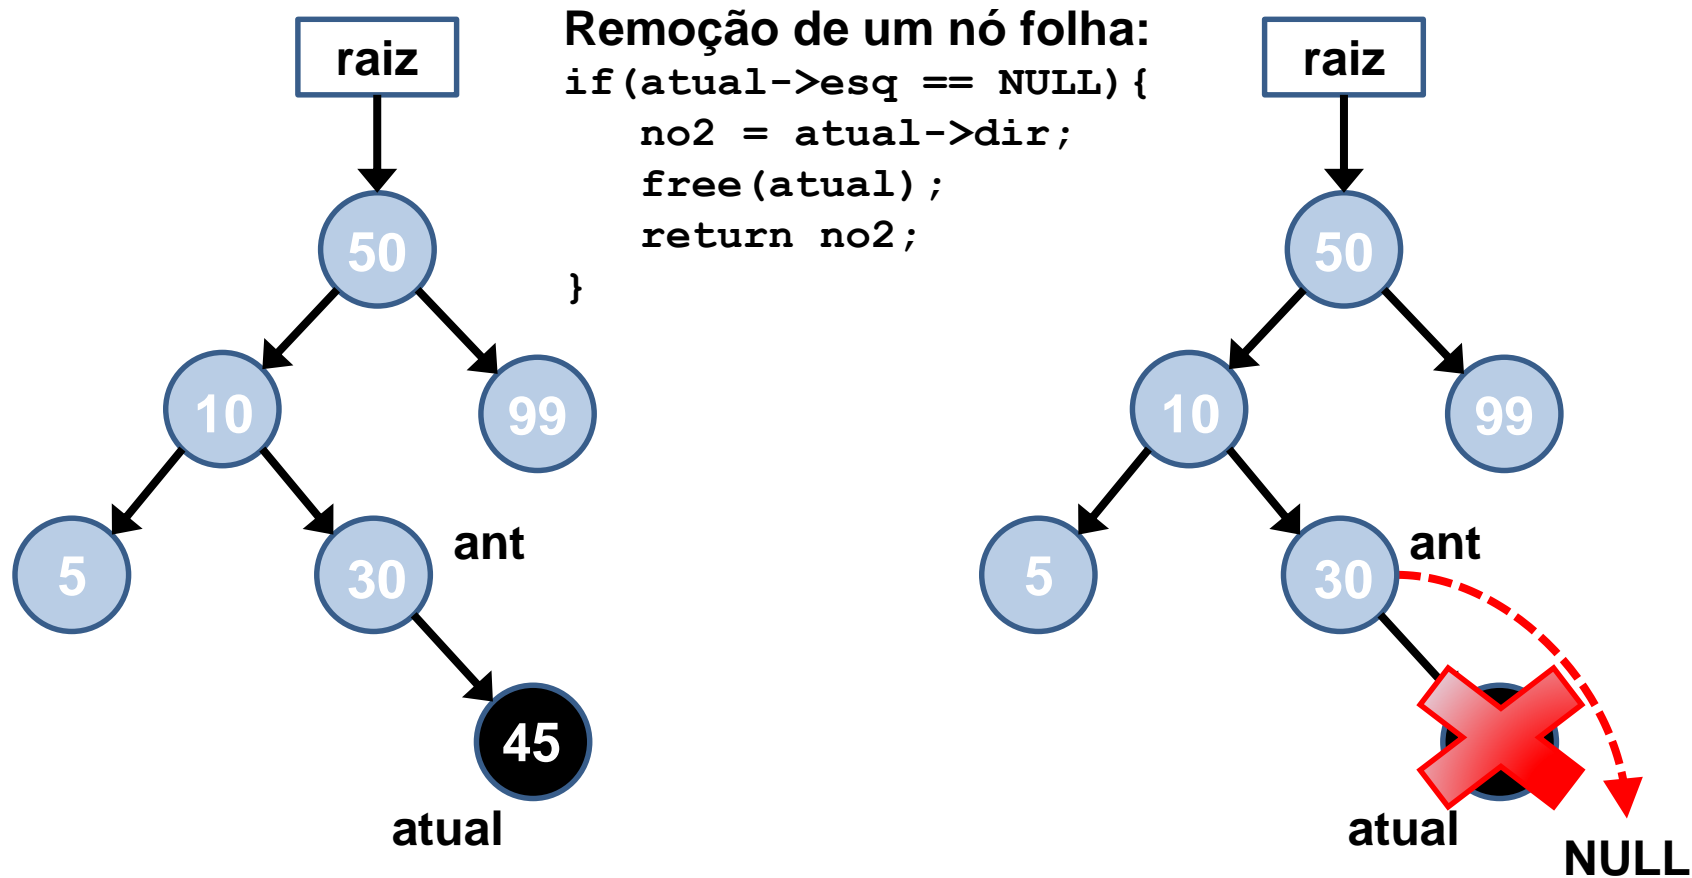 Remoção de um nó folha:
if(atual->esq == NULL){
no2 = atual->dir;
free(atual);
return no2;
}
raiz
50
10
99
5
30
ant
45
atual
raiz
50
10
99
5
30
ant
atual
NULL